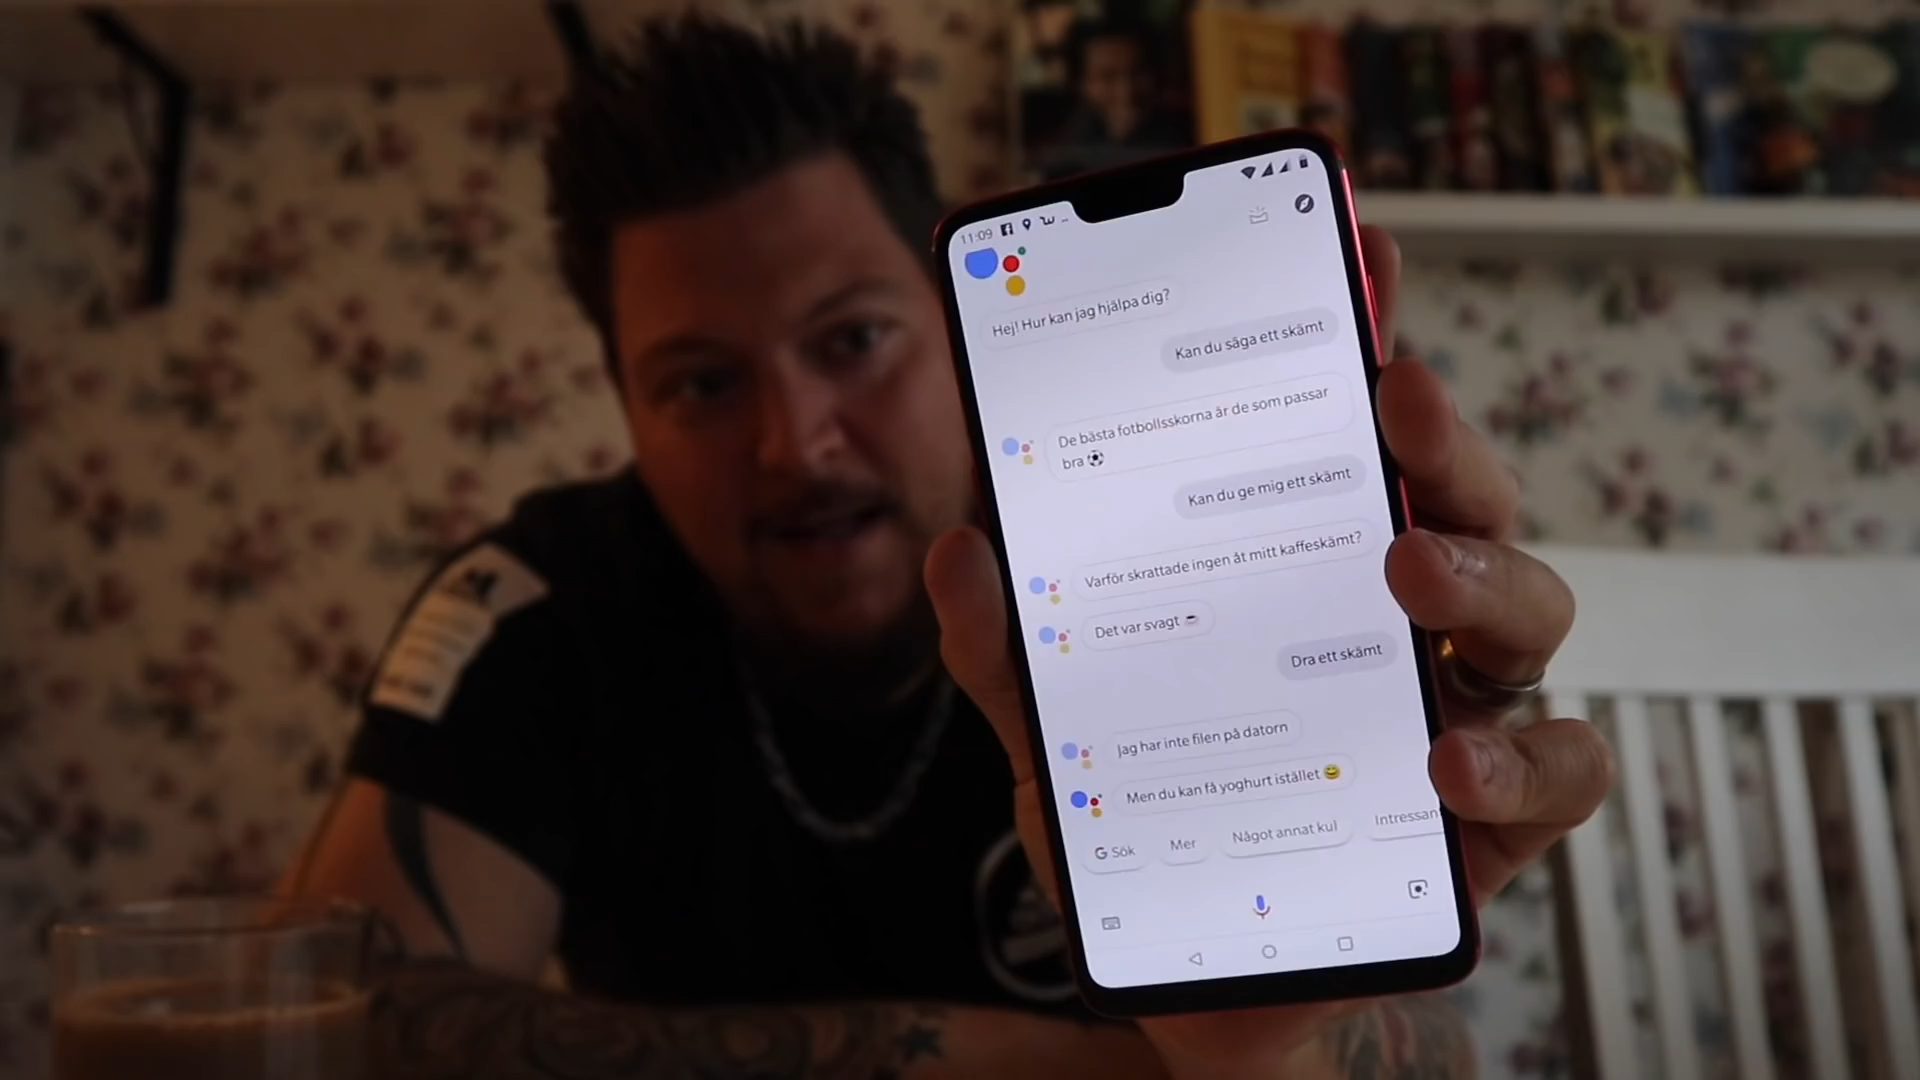 11:09
Hej! Hur kan jag hjälpa dig?
Kan du säga ett skämt
De bästa fotbollsskorna är de som passar
bra
Kan du ge mig ett skämt
Varför skrattade ingen åt mitt kaffeskämt?
Det var svagt
Dra ett skämt
Jag har inte filen på datorn
Men du kan få yoghurt istället
G Sök
Mer
Något annat kul
Intressan